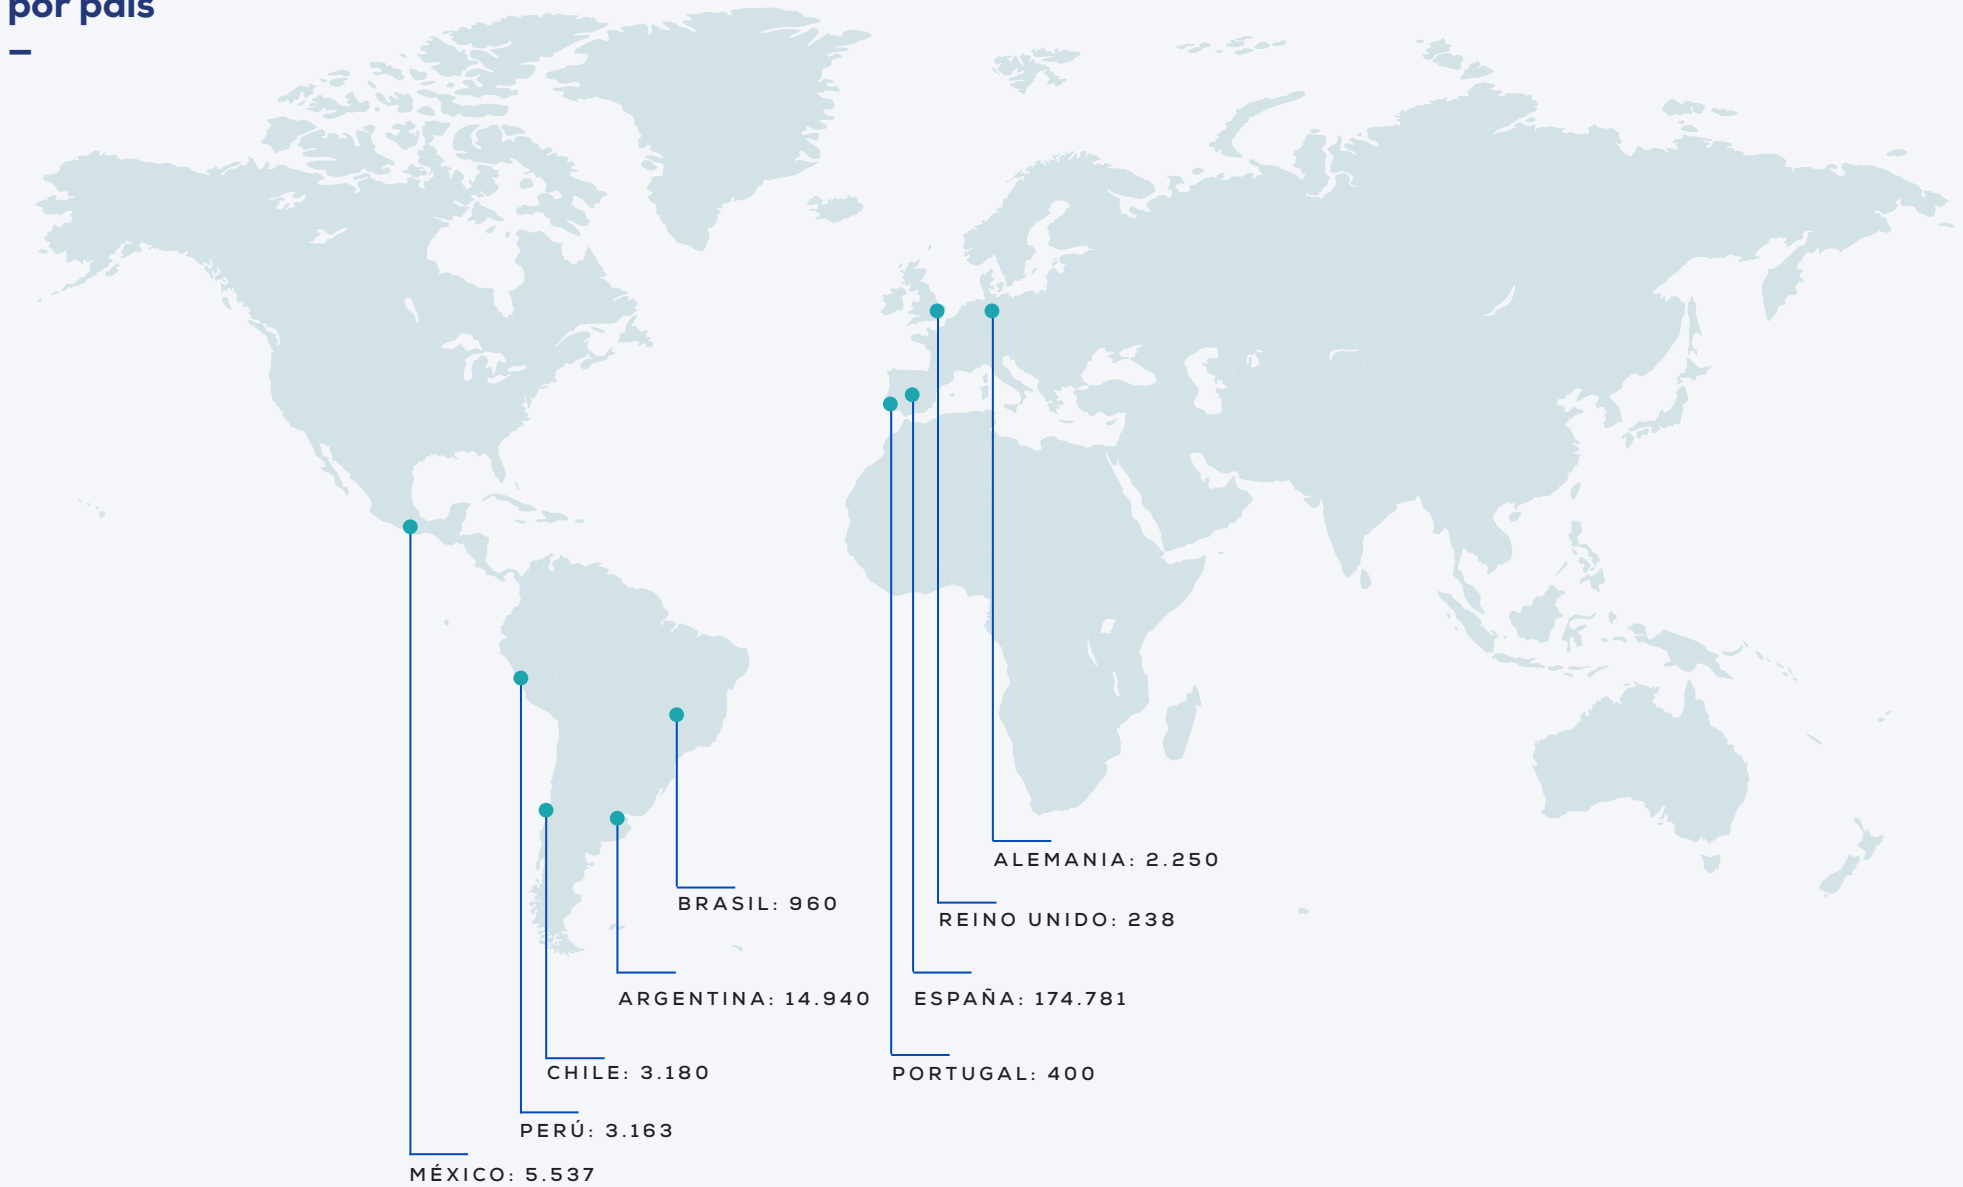 por país
–
ALEMANIA: 2.250
BRASIL: 960
REINO UNIDO: 238
ARGENTINA: 14.940
ESPAÑA: 174.781
CHILE: 3.180
PORTUGAL: 400
PERÚ: 3.163
MÉXICO: 5.537